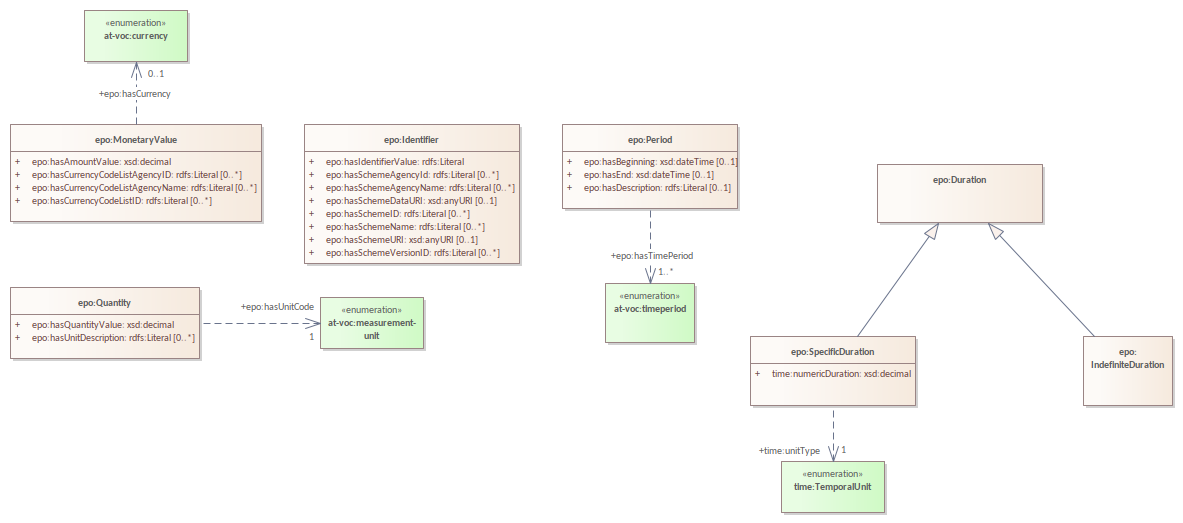 «enumeration»
at-voc:currency
0..1
+epo:hasCurrency
epo:MonetaryValue
+ epo:hasAmountValue: xsd:decimal
+ epo:hasCurrencyCodeListAgencyID: rdfs:Literal [0..*]
+ epo:hasCurrencyCodeListAgencyName: rdfs:Literal [0..*]
+ epo:hasCurrencyCodeListID: rdfs:Literal [0..*]
epo:Identifier
+ epo:hasIdentifierValue: rdfs:Literal
+ epo:hasSchemeAgencyId: rdfs:Literal [0..*]
+ epo:hasSchemeAgencyName: rdfs:Literal [0..*]
+ epo:hasSchemeDataURI: xsd:anyURI [0..1]
+ epo:hasSchemeID: rdfs:Literal [0..*]
+ epo:hasSchemeName: rdfs:Literal [0..*]
+ epo:hasSchemeURI: xsd:anyURI [0..1]
+ epo:hasSchemeVersionID: rdfs:Literal [0..*]
epo:Period
+ epo:hasBeginning: xsd:dateTime [0..1]
+ epo:hasEnd: xsd:dateTime [0..1]
+ epo:hasDescription: rdfs:Literal [0..1]
+epo:hasTimePeriod
1..*
«enumeration»
at-voc:timeperiod
epo:Duration
epo:Quantity
+ epo:hasQuantityValue: xsd:decimal
+ epo:hasUnitDescription: rdfs:Literal [0..*]
+epo:hasUnitCode
1
«enumeration»
at-voc:measurement-
unit
epo:SpecificDuration
+ time:numericDuration: xsd:decimal
epo:
IndefiniteDuration
+time:unitType
1
«enumeration»
time:TemporalUnit